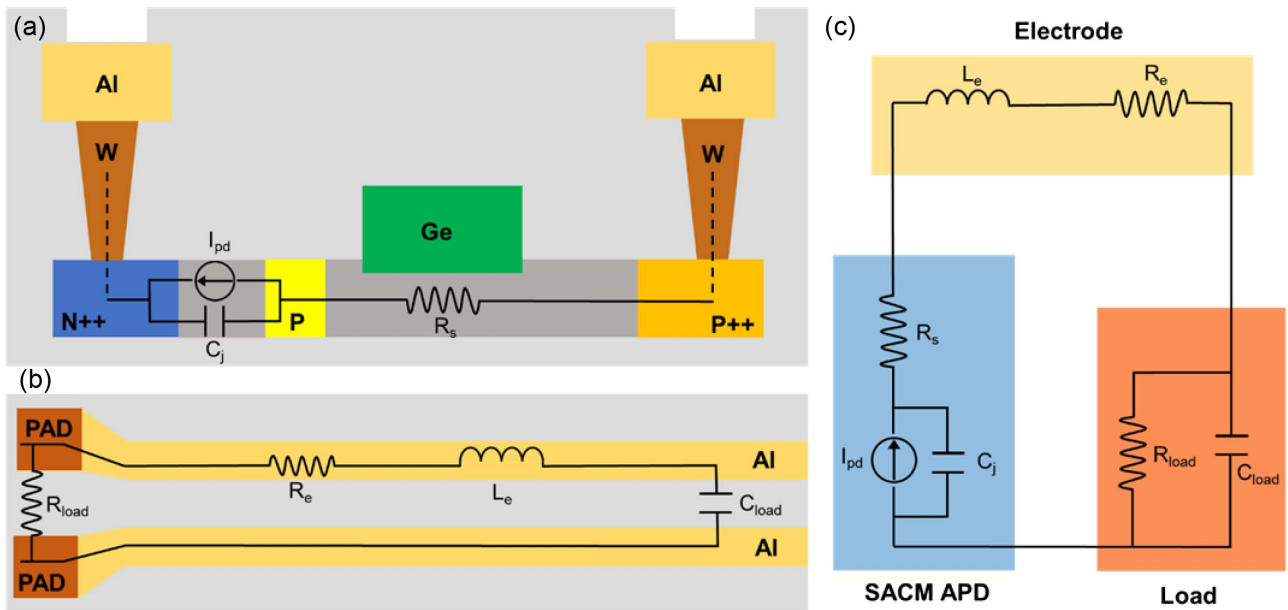 (a)
Al
Al
W
W
Ge
I_pd
N++
P
P++
C_j
R_s
(b)
PAD
Al
R_e
L_e
R_load
C_load
PAD
Al
(c)
Electrode
L_e
R_e
R_s
I_pd
C_j
R_load
C_load
SACM APD
Load